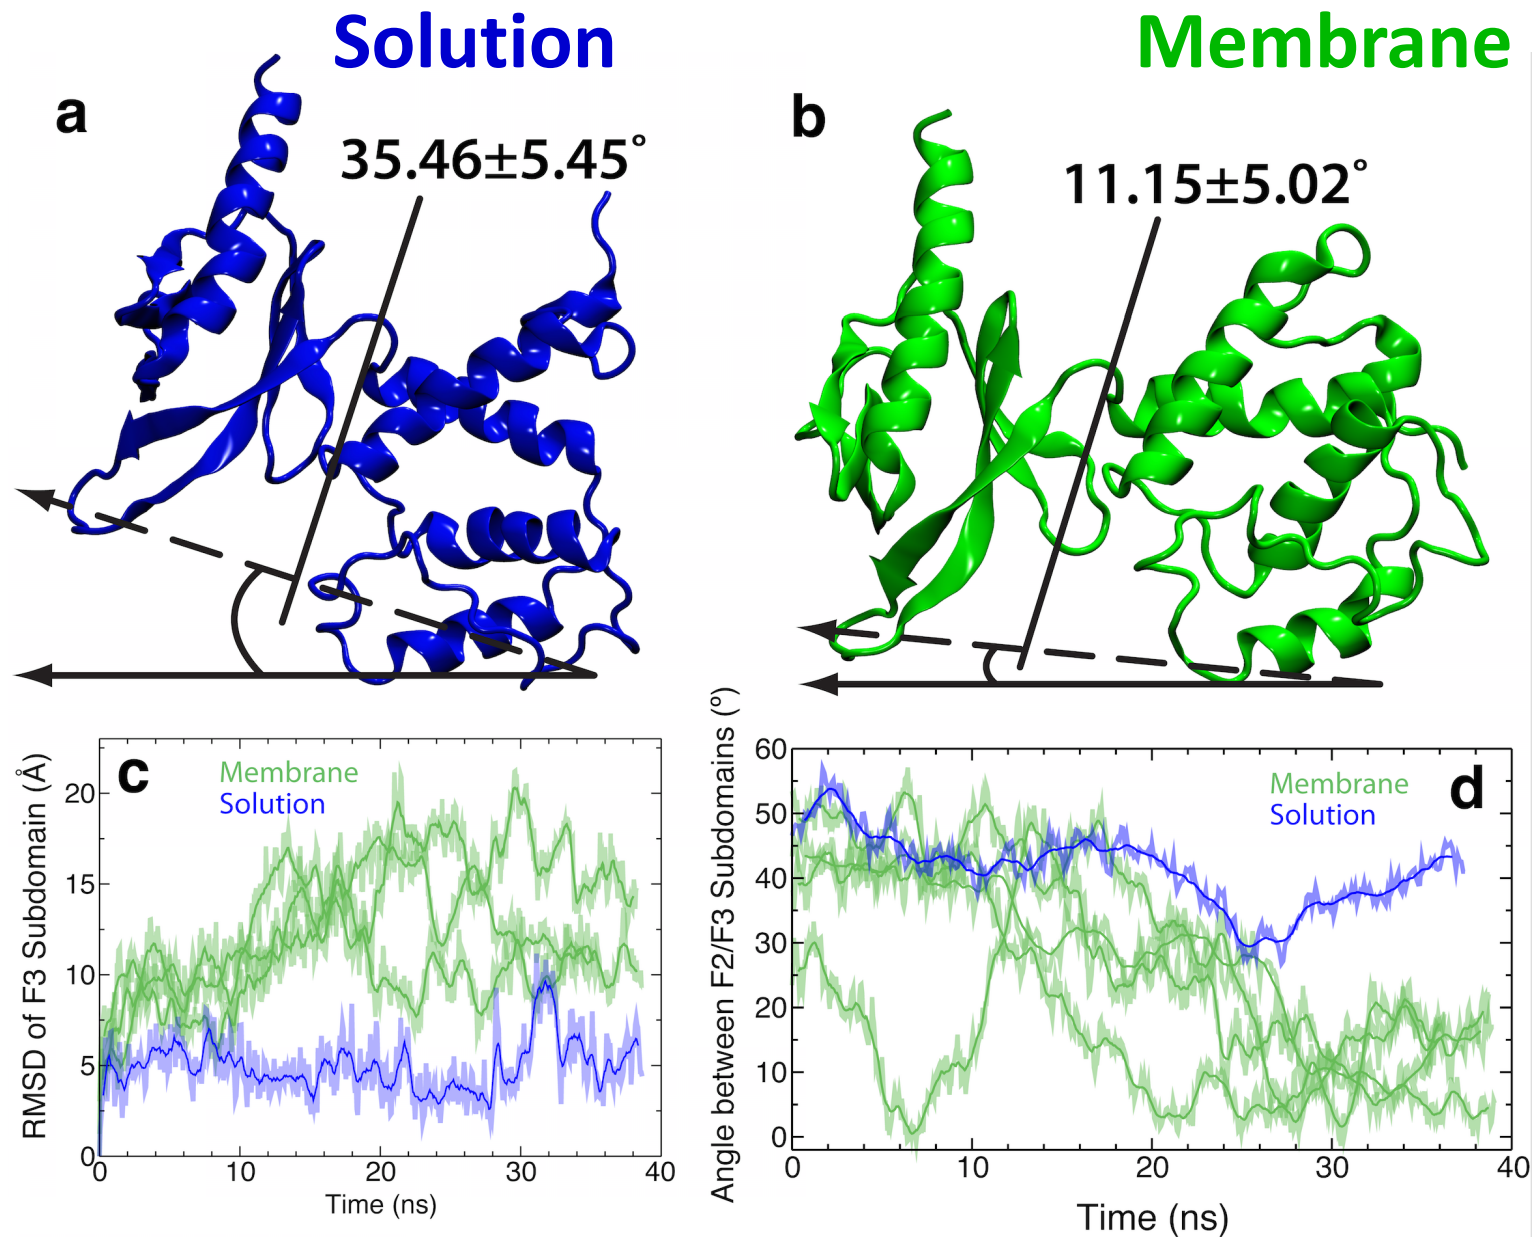 Solution
Membrane
a
35.46±5.45°
b
11.15±5.02°
c
Membrane
Solution
RMSD of F3 Subdomain (Å)
20
15
10
5
0
0 10 20 30 40
Time (ns)
d
Membrane
Solution
Angle between F2/F3 Subdomains (º)
60
50
40
30
20
10
0
0 10 20 30 40
Time (ns)